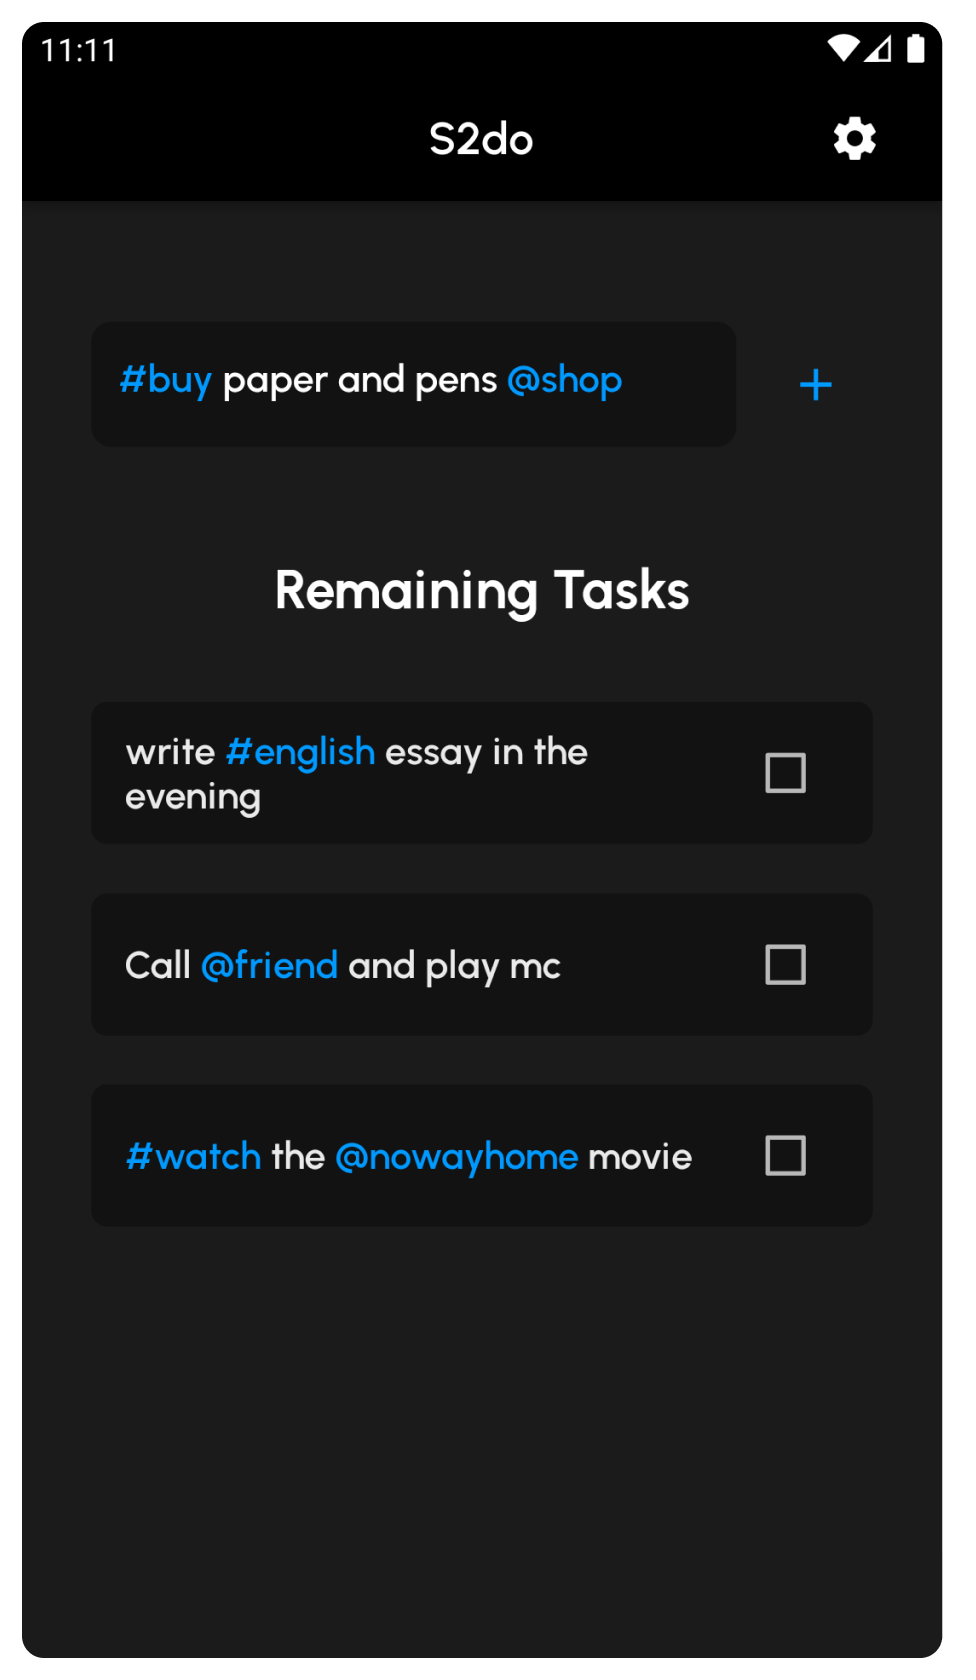 11:11
S2do
#buy paper and pens @shop
+
Remaining Tasks
write #english essay in the
evening
Call @friend and play mc
#watch the @nowayhome movie